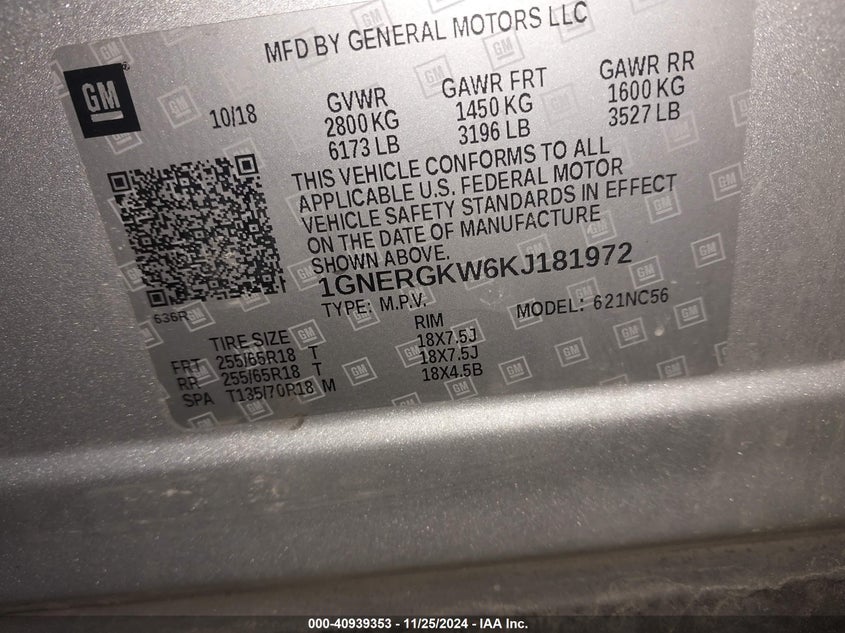 MFD BY GENERAL MOTORS LLC
GM
10/18
GVWR GAWR FRT GAWR RR
2800 KG 1450 KG 1600 KG
6173 LB 3196 LB 3527 LB
THIS VEHICLE CONFORMS TO ALL
APPLICABLE U.S. FEDERAL MOTOR
VEHICLE SAFETY STANDARDS IN EFFECT
ON THE DATE OF MANUFACTURE
SHOWN ABOVE.
1GNERGKW6KJ181972
636R
TYPE: M.P.V. MODEL: 621NC56
TIRE SIZE RIM
FRT 255/65R18 T 18X7.5J
RR 255/65R18 T 18X7.5J
SPA T135/70R18 M 18X4.5B
000-40939353 — 11/25/2024 — IAA Inc.